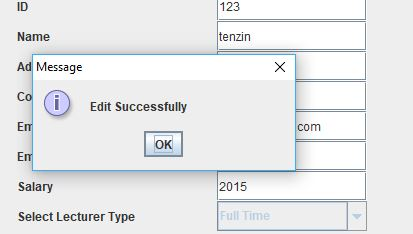 ID 123
Name tenzin
Message
Ad
Co
Edit Successfully
Em com
OK
Em
Salary 2015
Select Lecturer Type Full Time